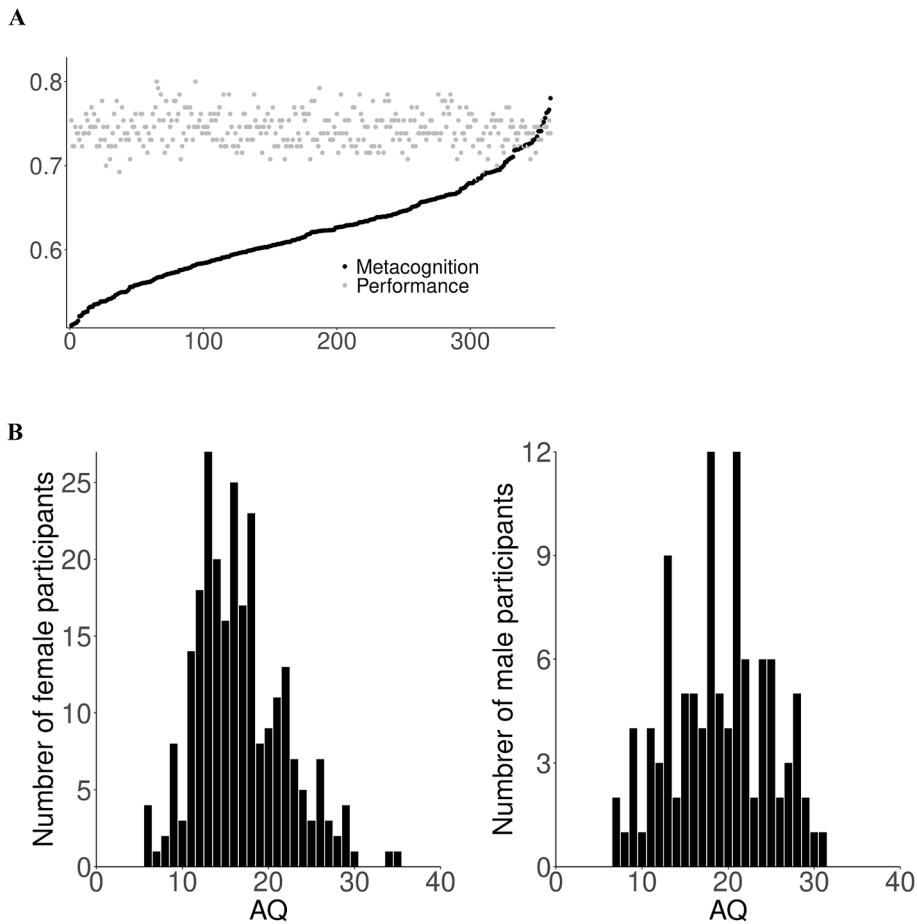 A
0.8
0.7
0.6
Metacognition
Performance
0 100 200 300
B
Numbrer of female participants
25
20
15
10
5
0
0 10 20 30 40
AQ
Numbrer of male participants
12
9
6
3
0
0 10 20 30 40
AQ